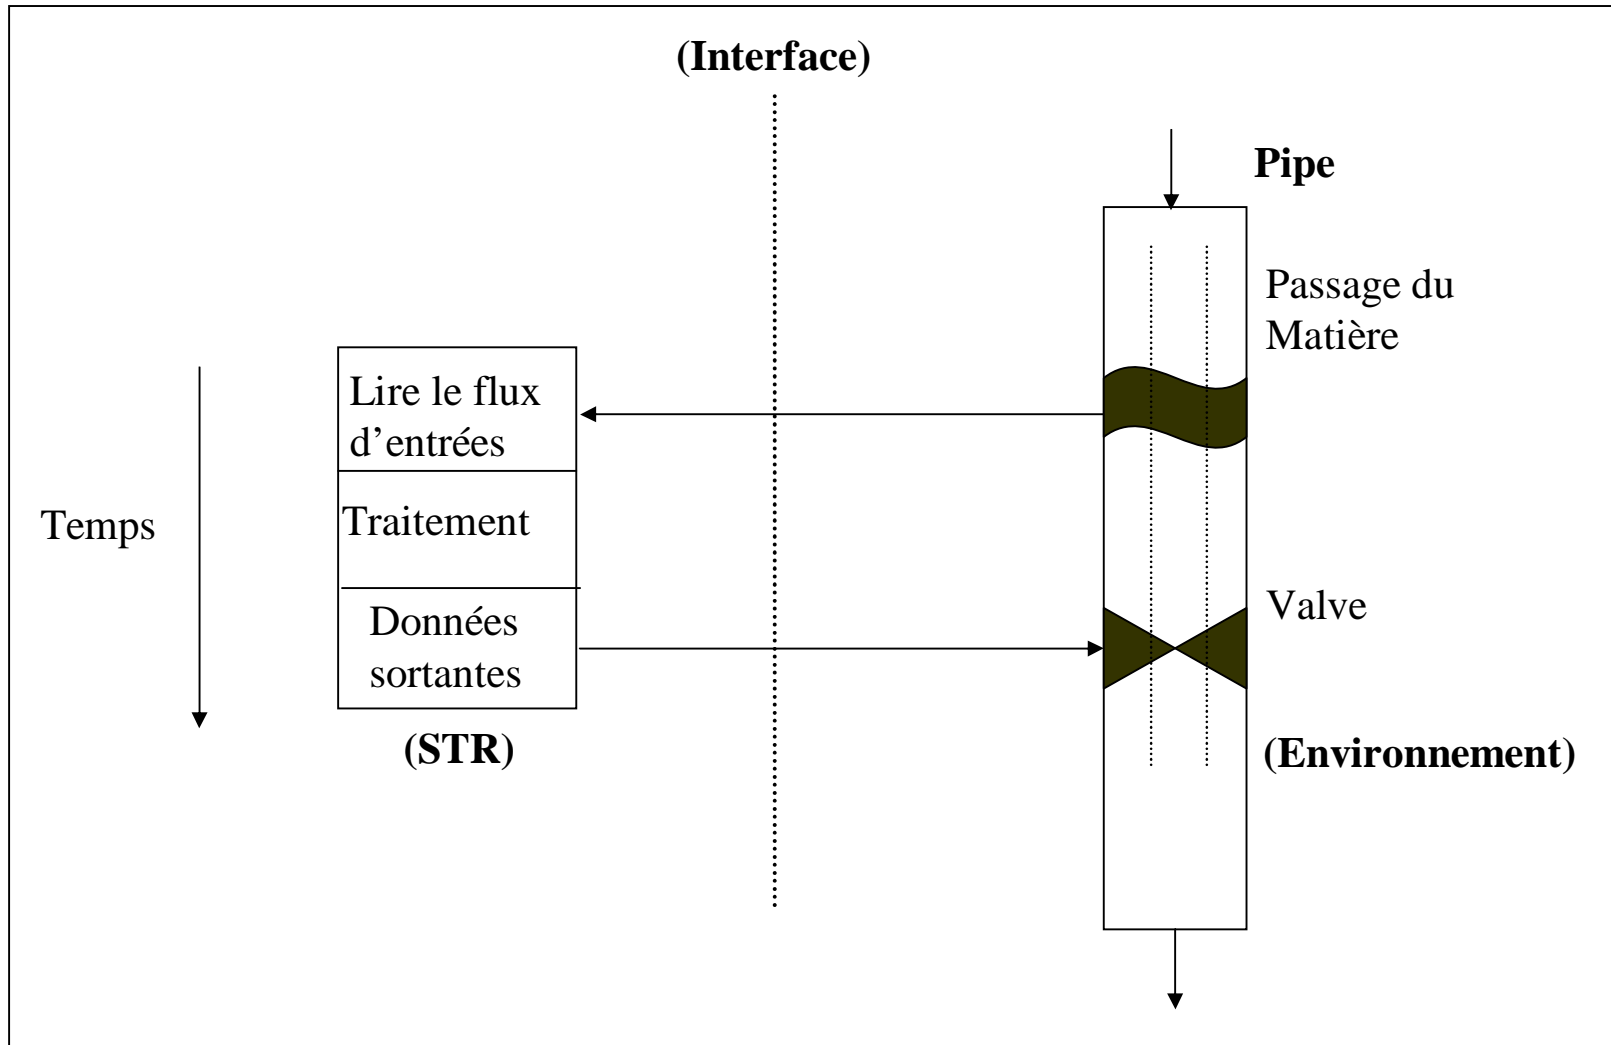 (Interface)
Pipe
Passage du
Matière
Lire le flux
d’entrées
Temps
Traitement
Valve
Données
sortantes
(STR)
(Environnement)